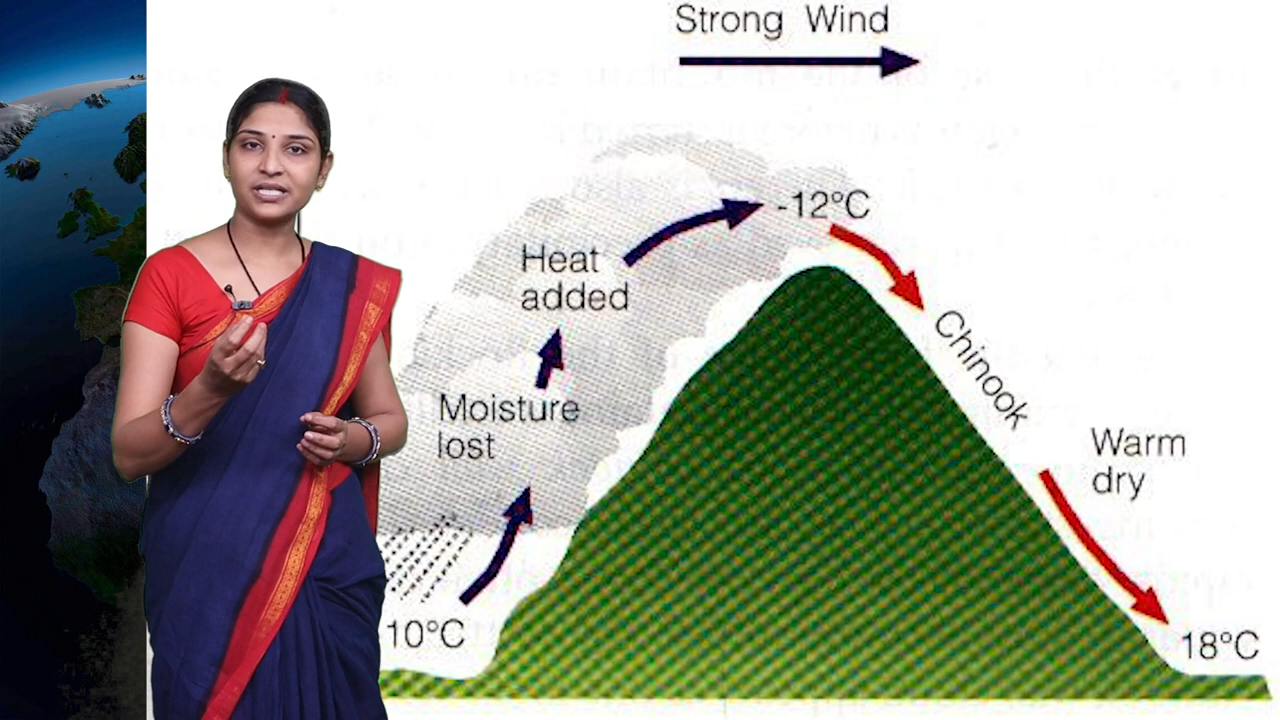 Strong Wind
-12°C
Heat
added
Chinook
Moisture
lost
Warm
dry
10°C
18°C